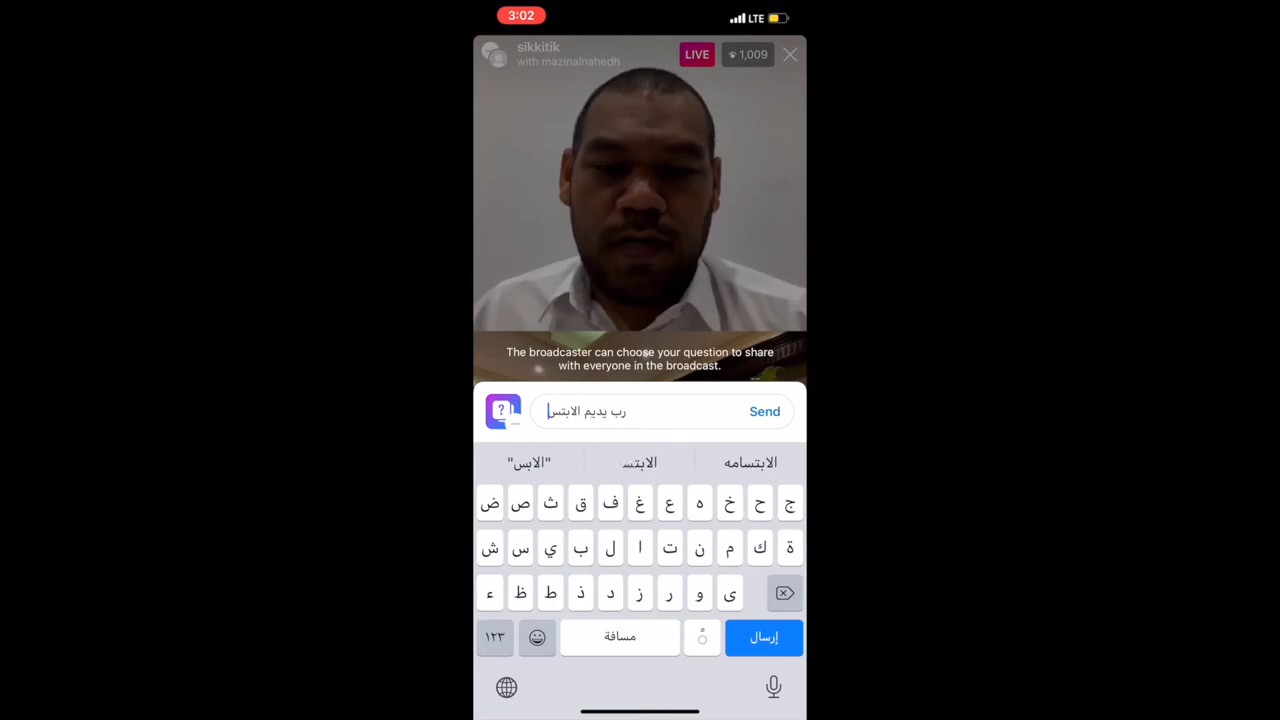 3:02
LTE
sikkitik
with mazinalnahedh
LIVE
1,009
The broadcaster can choose your question to share
with everyone in the broadcast.
?
رب يديم الابتس
Send
"الابس"
الابتسـ
الابتسامه
ض ص ث ق ف غ ع ه خ ح ج
ش س ي ب ل ا ت ن م ك ة
ء ظ ط ذ د ز ر و ى
١٢٣
مسافة
إرسال